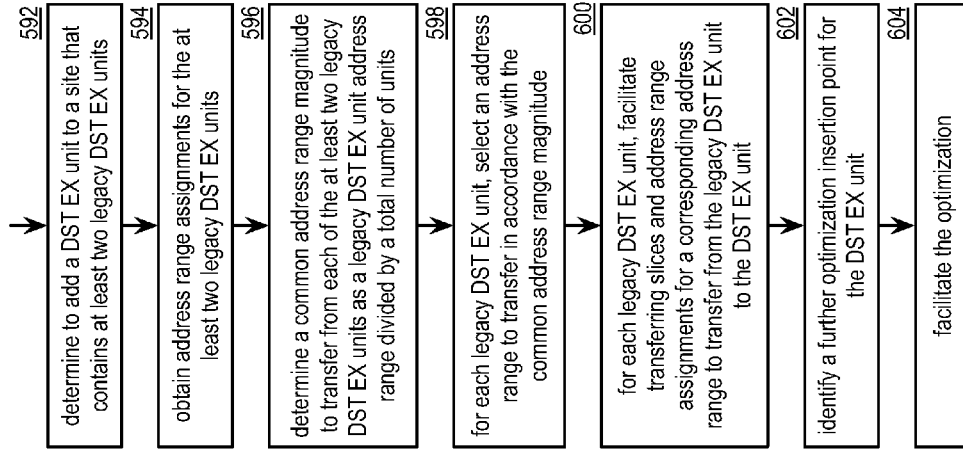 592
determine to add a DST EX unit to a site that
contains at least two legacy DST EX units
594
obtain address range assignments for the at
least two legacy DST EX units
596
determine a common address range magnitude
to transfer from each of the at least two legacy
DST EX units as a legacy DST EX unit address
range divided by a total number of units
598
for each legacy DST EX unit, select an address
range to transfer in accordance with the
common address range magnitude
600
for each legacy DST EX unit, facilitate
transferring slices and address range
assignments for a corresponding address
range to transfer from the legacy DST EX unit
to the DST EX unit
602
identify a further optimization insertion point for
the DST EX unit
604
facilitate the optimization